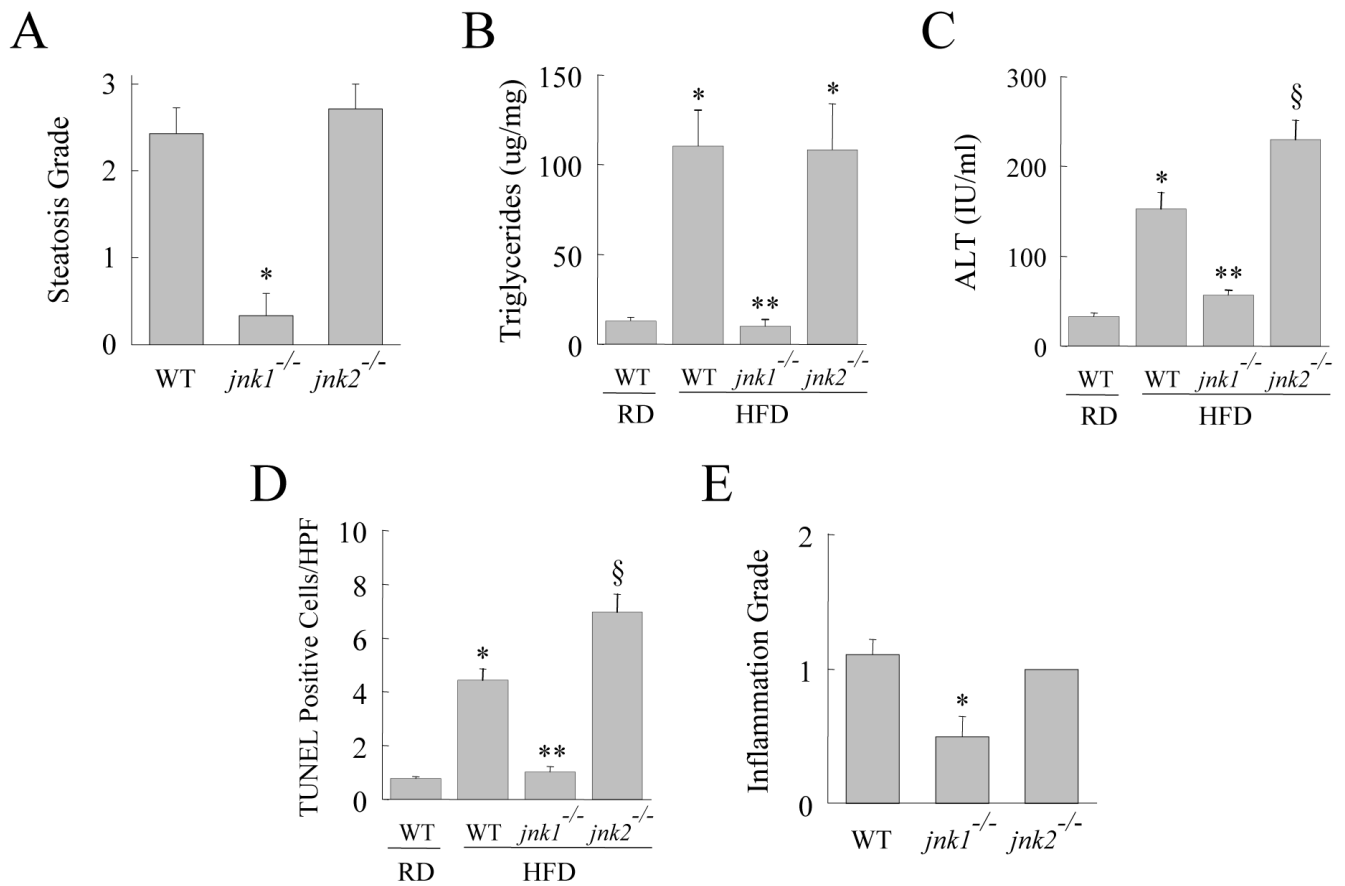 A
Steatosis Grade
3
2
1
0
*
WT jnk1-/- jnk2-/-
B
Triglycerides (ug/mg)
150
100
50
0
* ** *
WT WT jnk1-/- jnk2-/-
RD HFD
C
ALT (IU/ml)
300
200
100
0
* ** §
WT WT jnk1-/- jnk2-/-
RD HFD
D
TUNEL Positive Cells/HPF
10
8
6
4
2
0
* ** §
WT WT jnk1-/- jnk2-/-
RD HFD
E
Inflammation Grade
2
1
0
*
WT jnk1-/- jnk2-/-